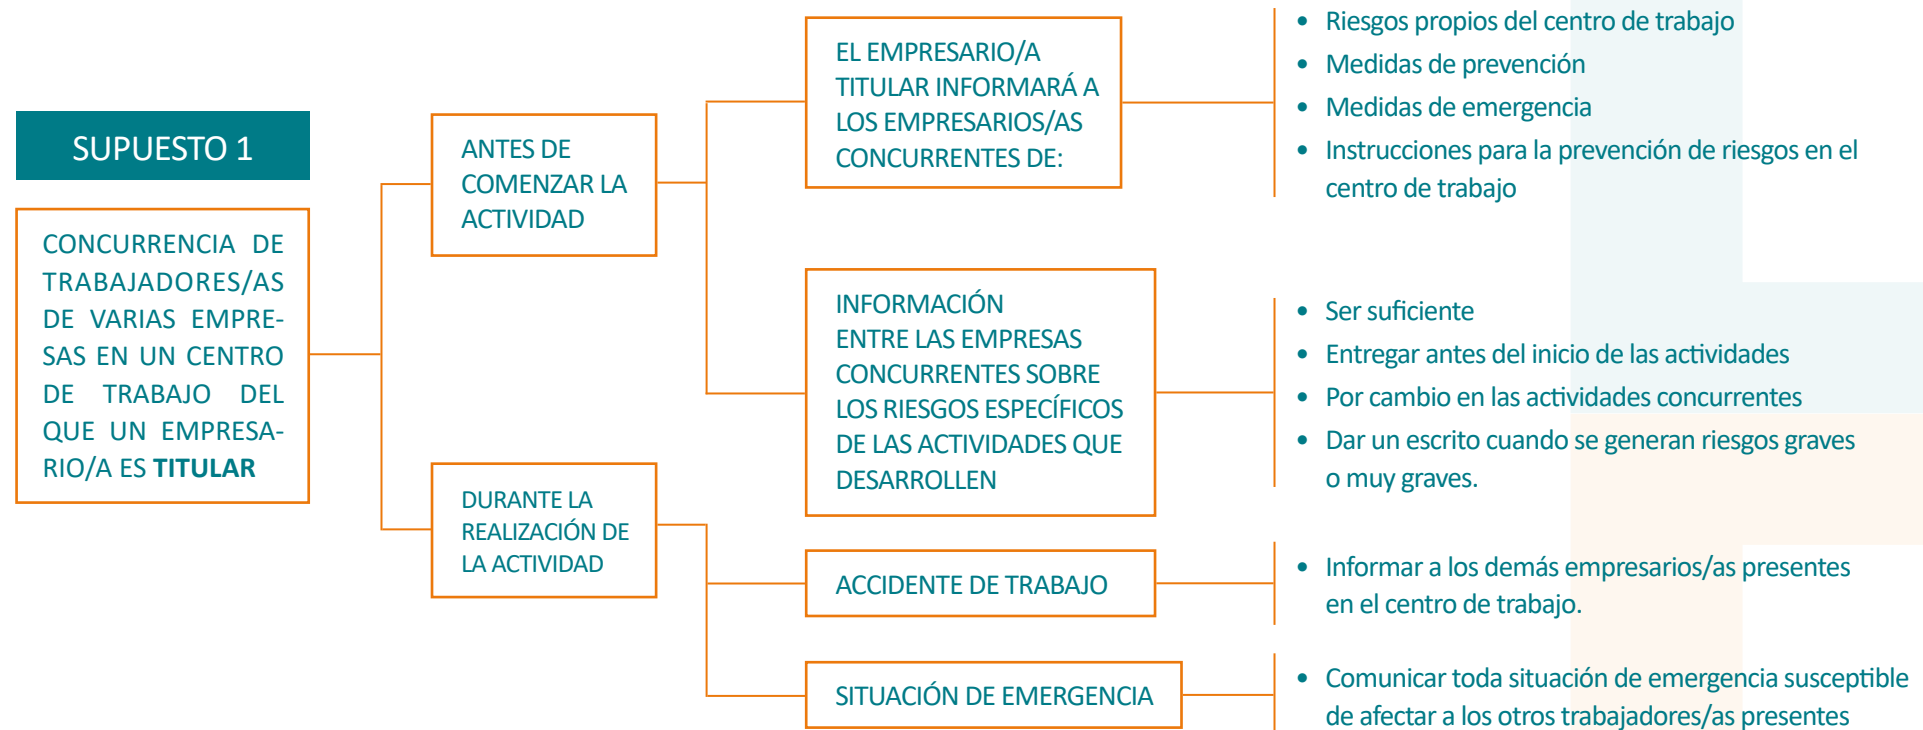 SUPUESTO 1
CONCURRENCIA DE
TRABAJADORES/AS
DE VARIAS EMPRE-
SAS EN UN CENTRO
DE TRABAJO DEL
QUE UN EMPRESA-
RIO/A ES TITULAR
ANTES DE
COMENZAR LA
ACTIVIDAD
EL EMPRESARIO/A
TITULAR INFORMARÁ A
LOS EMPRESARIOS/AS
CONCURRENTES DE:
• Riesgos propios del centro de trabajo
• Medidas de prevención
• Medidas de emergencia
• Instrucciones para la prevención de riesgos en el
centro de trabajo
INFORMACIÓN
ENTRE LAS EMPRESAS
CONCURRENTES SOBRE
LOS RIESGOS ESPECÍFICOS
DE LAS ACTIVIDADES QUE
DESARROLLEN
• Ser suficiente
• Entregar antes del inicio de las actividades
• Por cambio en las actividades concurrentes
• Dar un escrito cuando se generan riesgos graves
o muy graves.
DURANTE LA
REALIZACIÓN DE
LA ACTIVIDAD
ACCIDENTE DE TRABAJO
• Informar a los demás empresarios/as presentes
en el centro de trabajo.
SITUACIÓN DE EMERGENCIA
• Comunicar toda situación de emergencia susceptible
de afectar a los otros trabajadores/as presentes